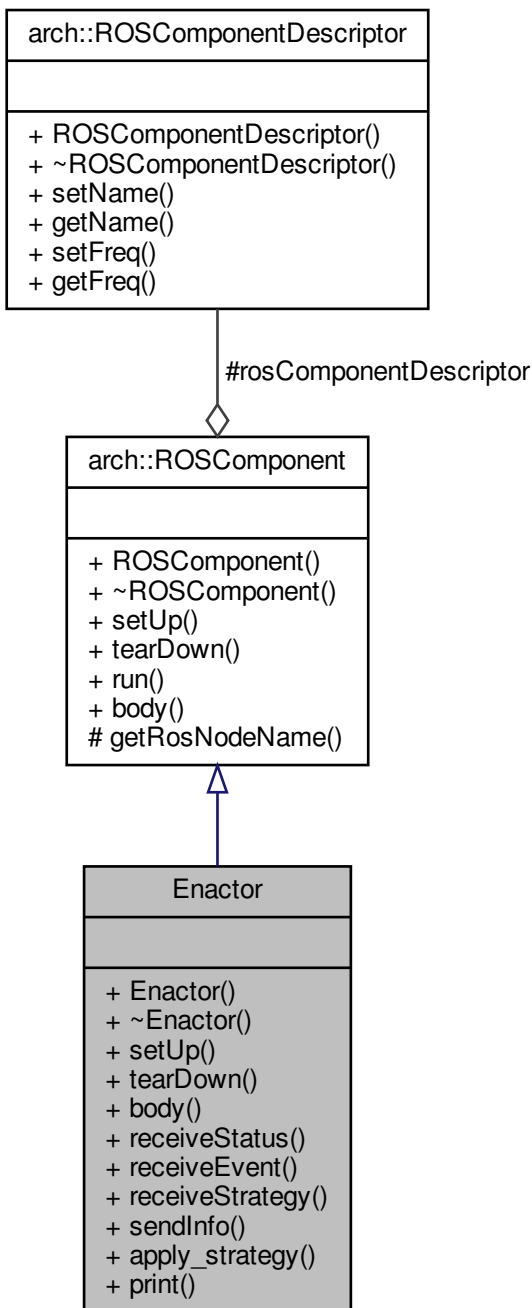 arch::ROSComponentDescriptor
+ ROSComponentDescriptor()
+ ~ROSComponentDescriptor()
+ setName()
+ getName()
+ setFreq()
+ getFreq()
#rosComponentDescriptor
arch::ROSComponent
+ ROSComponent()
+ ~ROSComponent()
+ setUp()
+ tearDown()
+ run()
+ body()
# getRosNodeName()
Enactor
+ Enactor()
+ ~Enactor()
+ setUp()
+ tearDown()
+ body()
+ receiveStatus()
+ receiveEvent()
+ receiveStrategy()
+ sendInfo()
+ apply_strategy()
+ print()